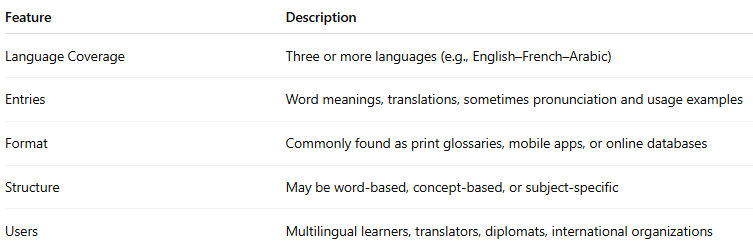 Feature Description
Language Coverage Three or more languages (e.g., English–French–Arabic)
Entries Word meanings, translations, sometimes pronunciation and usage examples
Format Commonly found as print glossaries, mobile apps, or online databases
Structure May be word-based, concept-based, or subject-specific
Users Multilingual learners, translators, diplomats, international organizations